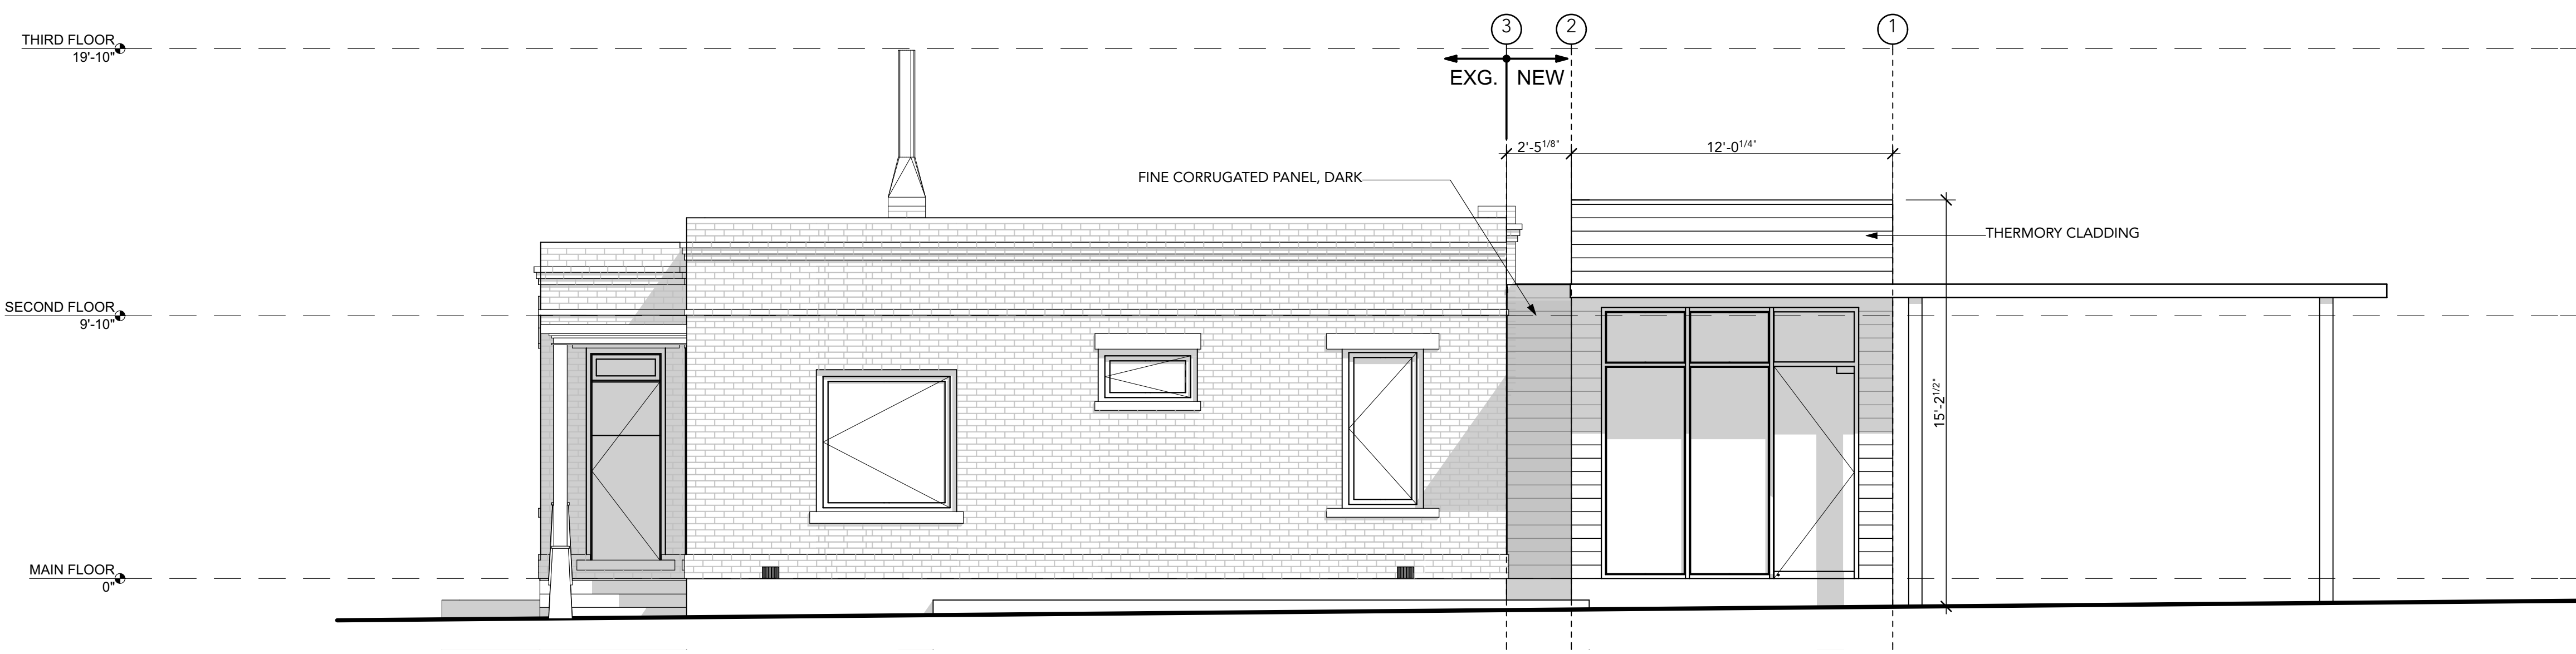 3 2 1
THIRD FLOOR
19'-10"
EXG. NEW
2'-5 1/8" 12'-0 1/4"
FINE CORRUGATED PANEL, DARK
THERMORY CLADDING
SECOND FLOOR
9'-10"
15'-2 1/2"
MAIN FLOOR
0"